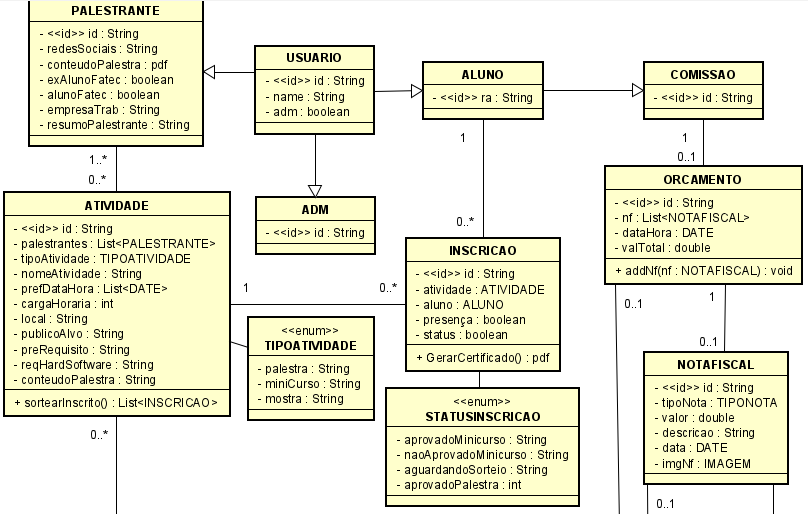 PALESTRANTE
- <<id>> id : String
- redesSociais : String
- conteudoPalestra : pdf
- exAlunoFatec : boolean
- alunoFatec : boolean
- empresaTrab : String
- resumoPalestrante : String
USUARIO
- <<id>> id : String
- name : String
- adm : boolean
ALUNO
- <<id>> ra : String
COMISSAO
- <<id>> id : String
1..*
0..*
1
0..*
1
0..1
ADM
- <<id>> id : String
ATIVIDADE
- <<id>> id : String
- palestrantes : List<PALESTRANTE>
- tipoAtividade : TIPOATIVIDADE
- nomeAtividade : String
- prefDataHora : List<DATE>
- cargaHoraria : int
- local : String
- publicoAlvo : String
- preRequisito : String
- reqHardSoftware : String
- conteudoPalestra : String
+ sortearInscrito() : List<INSCRICAO>
1
0..*
INSCRICAO
- <<id>> id : String
- atividade : ATIVIDADE
- aluno : ALUNO
- presença : boolean
- status : boolean
+ GerarCertificado() : pdf
ORCAMENTO
- <<id>> id : String
- nf : List<NOTAFISCAL>
- dataHora : DATE
- valTotal : double
+ addNf(nf : NOTAFISCAL) : void
0..1
1
0..1
<<enum>>
TIPOATIVIDADE
- palestra : String
- miniCurso : String
- mostra : String
<<enum>>
STATUSINSCRICAO
- aprovadoMinicurso : String
- naoAprovadoMinicurso : String
- aguardandoSorteio : String
- aprovadoPalestra : int
NOTAFISCAL
- <<id>> id : String
- tipoNota : TIPONOTA
- valor : double
- descricao : String
- data : DATE
- imgNf : IMAGEM
0..*
0..1